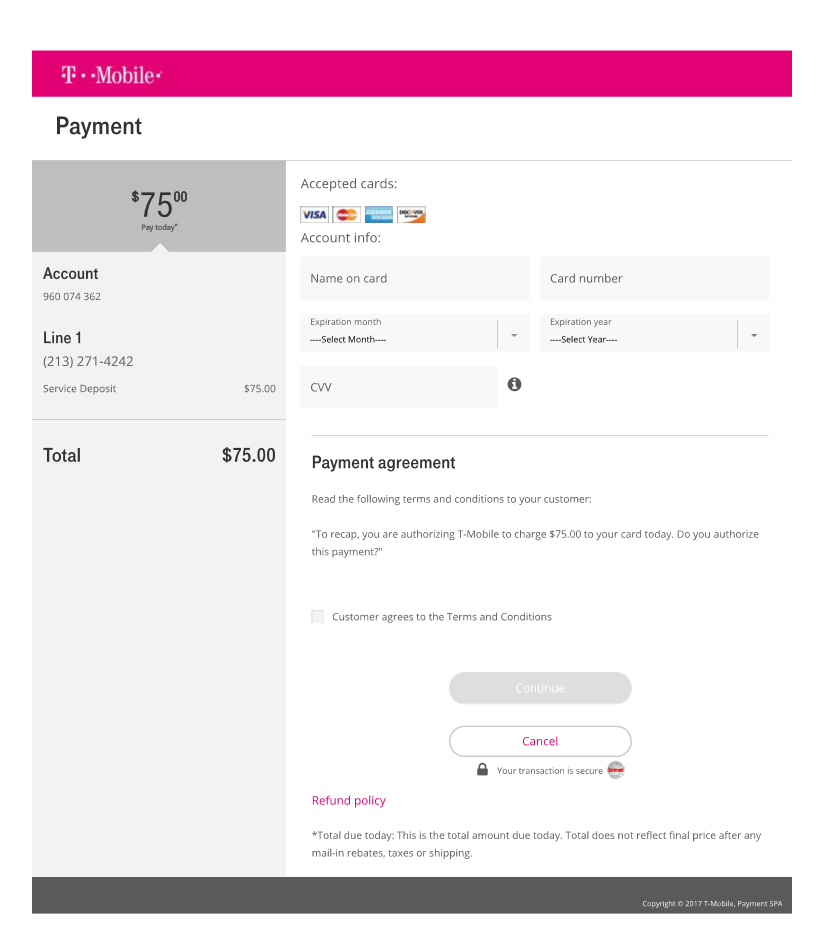 T··Mobile·
Payment
$75⁰⁰
Pay today*
Account
960 074 362
Line 1
(213) 271-4242
Service Deposit $75.00
Total $75.00
Accepted cards:
VISA MasterCard DISCOVER
Account info:
Name on card Card number
Expiration month Expiration year
----Select Month---- ----Select Year----
CVV
Payment agreement
Read the following terms and conditions to your customer:
"To recap, you are authorizing T-Mobile to charge $75.00 to your card today. Do you authorize
this payment?"
Customer agrees to the Terms and Conditions
Continue
Cancel
Your transaction is secure
Refund policy
*Total due today: This is the total amount due today. Total does not reflect final price after any
mail-in rebates, taxes or shipping.
Copyright © 2017 T-Mobile, Payment SPA